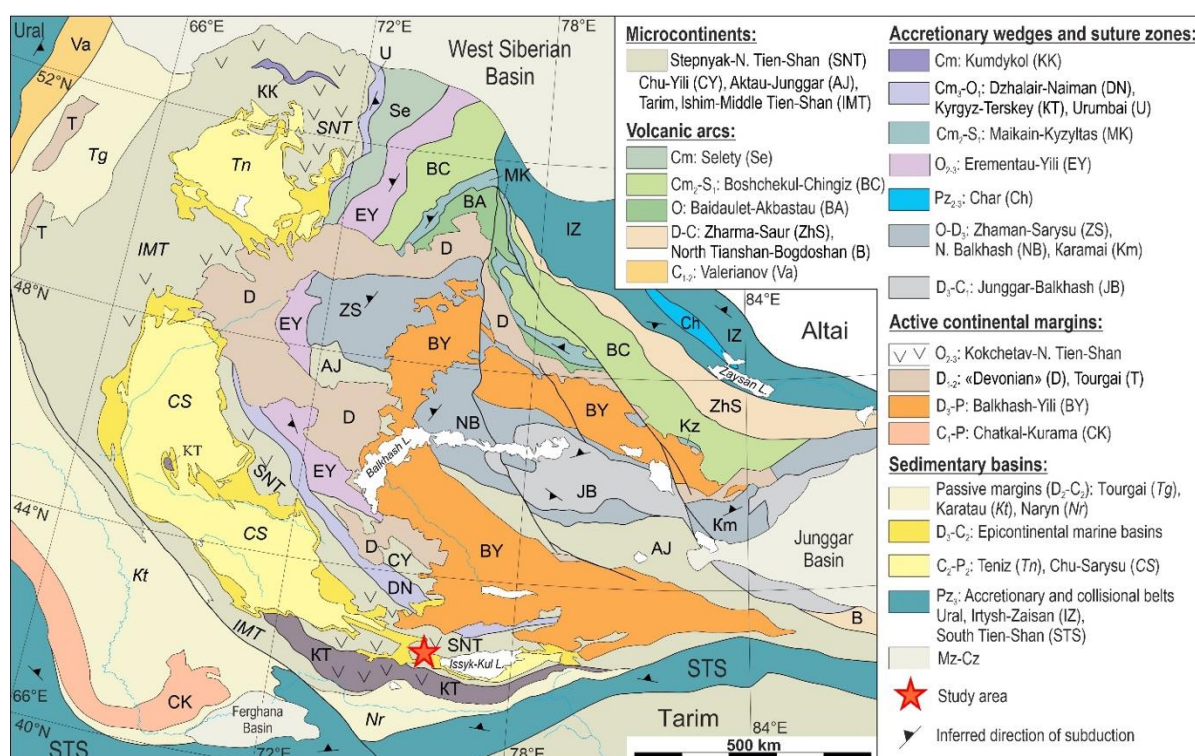 66°E
72°E
78°E
Ural
Va
52°N
T
Tg
T
KK
SNT
Tn
U
Se
West Siberian
Basin
EY
BC
MK
BA
IZ
IMT
48°N
D
D
EY
ZS
AJ
BY
D
BC
Ch
IZ
84°E
Altai
Zaysan L.
ZhS
CS
KT
SNT
EY
D
Balkhash L.
NB
BY
Kz
JB
Km
44°N
CS
D
CY
DN
BY
AJ
Junggar
Basin
Kt
IMT
KT
SNT
Issyk-Kul L.
KT
B
STS
CK
66°E
40°N
Ferghana
Basin
Nr
Tarim
84°E
STS
72°E
78°E
500 km
Microcontinents:
Stepnyak-N. Tien-Shan (SNT)
Chu-Yili (CY), Aktau-Junggar (AJ),
Tarim, Ishim-Middle Tien-Shan (IMT)
Volcanic arcs:
Cm: Selety (Se)
Cm₂-S₁: Boshchekul-Chingiz (BC)
O: Baidaulet-Akbastau (BA)
D-C: Zharma-Saur (ZhS),
North Tianshan-Bogdoshan (B)
C₁₋₂: Valerianov (Va)
Accretionary wedges and suture zones:
Cm: Kumdykol (KK)
Cm₃-O₁: Dzhalair-Naiman (DN),
Kyrgyz-Terskey (KT), Urumbai (U)
Cm₂-S₁: Maikain-Kyzyltas (MK)
O₂₋₃: Erementau-Yili (EY)
Pz₂₋₃: Char (Ch)
O-D₃: Zhaman-Sarysu (ZS),
N. Balkhash (NB), Karamai (Km)
D₃-C₁: Junggar-Balkhash (JB)
Active continental margins:
O₂₋₃: Kokchetav-N. Tien-Shan
D₁₋₂: «Devonian» (D), Tourgai (T)
D₃-P: Balkhash-Yili (BY)
C₁-P: Chatkal-Kurama (CK)
Sedimentary basins:
Passive margins (D₂-C₂): Tourgai (Tg),
Karatau (Kt), Naryn (Nr)
D₃-C₂: Epicontinental marine basins
C₂-P₂: Teniz (Tn), Chu-Sarysu (CS)
Pz₃: Accretionary and collisional belts
Ural, Irtysh-Zaisan (IZ),
South Tien-Shan (STS)
Mz-Cz
Study area
Inferred direction of subduction